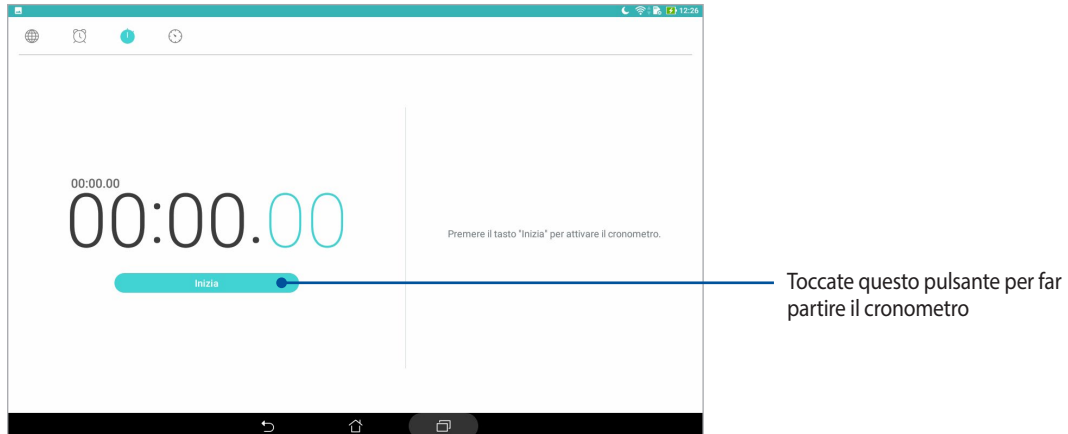 12:26
00:00.00
00:00.00
Inizia
Premere il tasto "Inizia" per attivare il cronometro.
Toccate questo pulsante per far
partire il cronometro